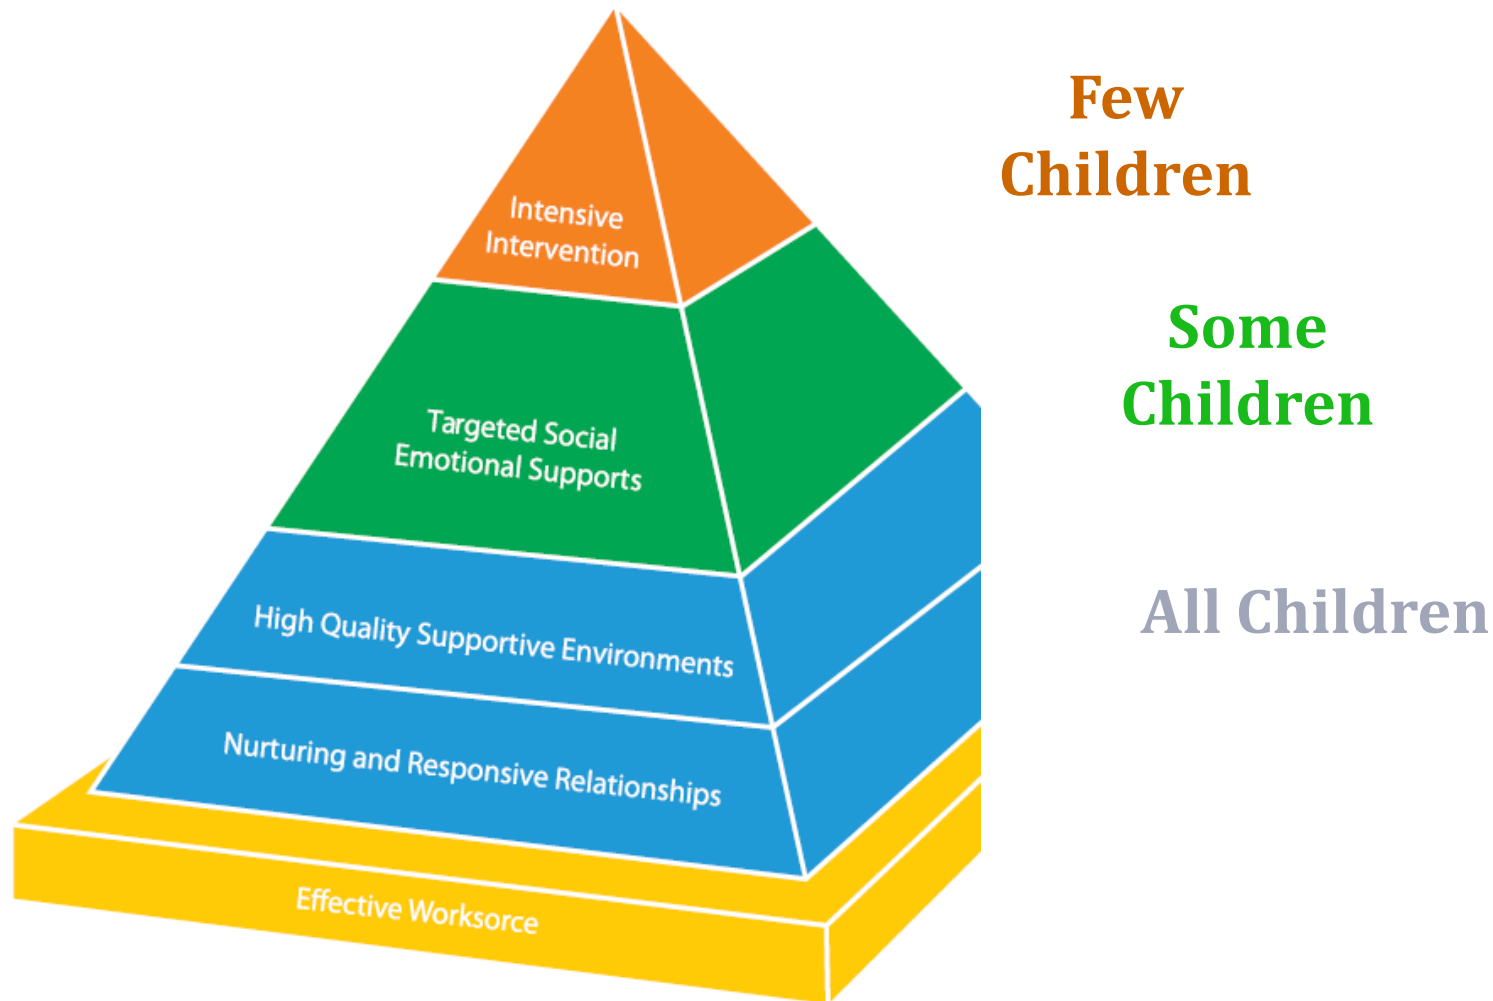 Few
Children
Intensive
Intervention
Some
Children
Targeted Social
Emotional Supports
All Children
High Quality Supportive Environments
Nurturing and Responsive Relationships
Effective Worksorce